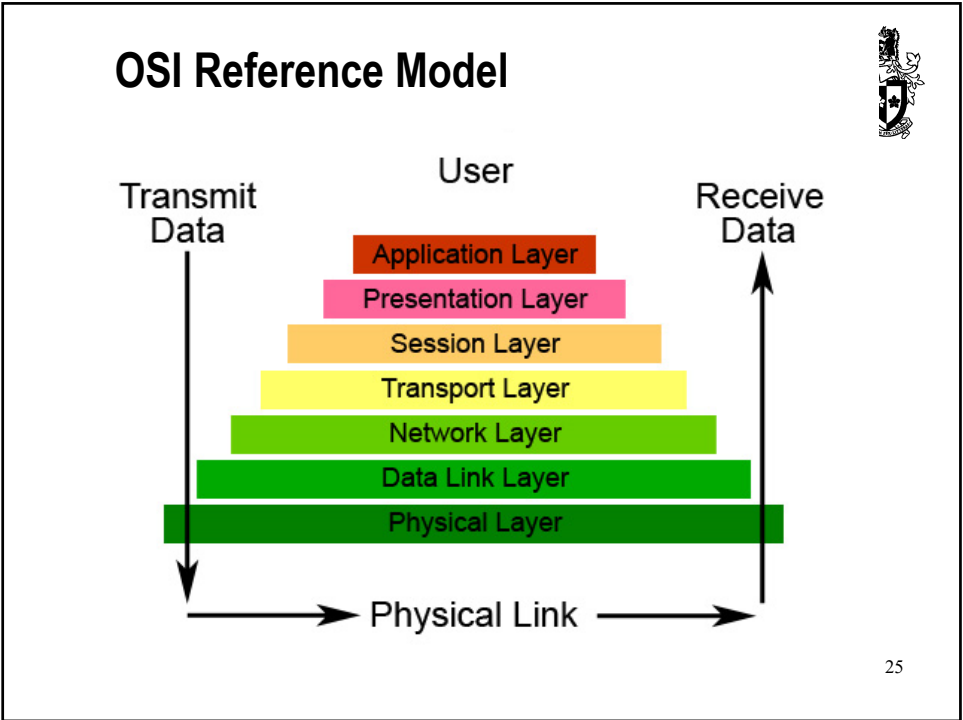 OSI Reference Model
User
Transmit
Data
Receive
Data
Application Layer
Presentation Layer
Session Layer
Transport Layer
Network Layer
Data Link Layer
Physical Layer
Physical Link
25